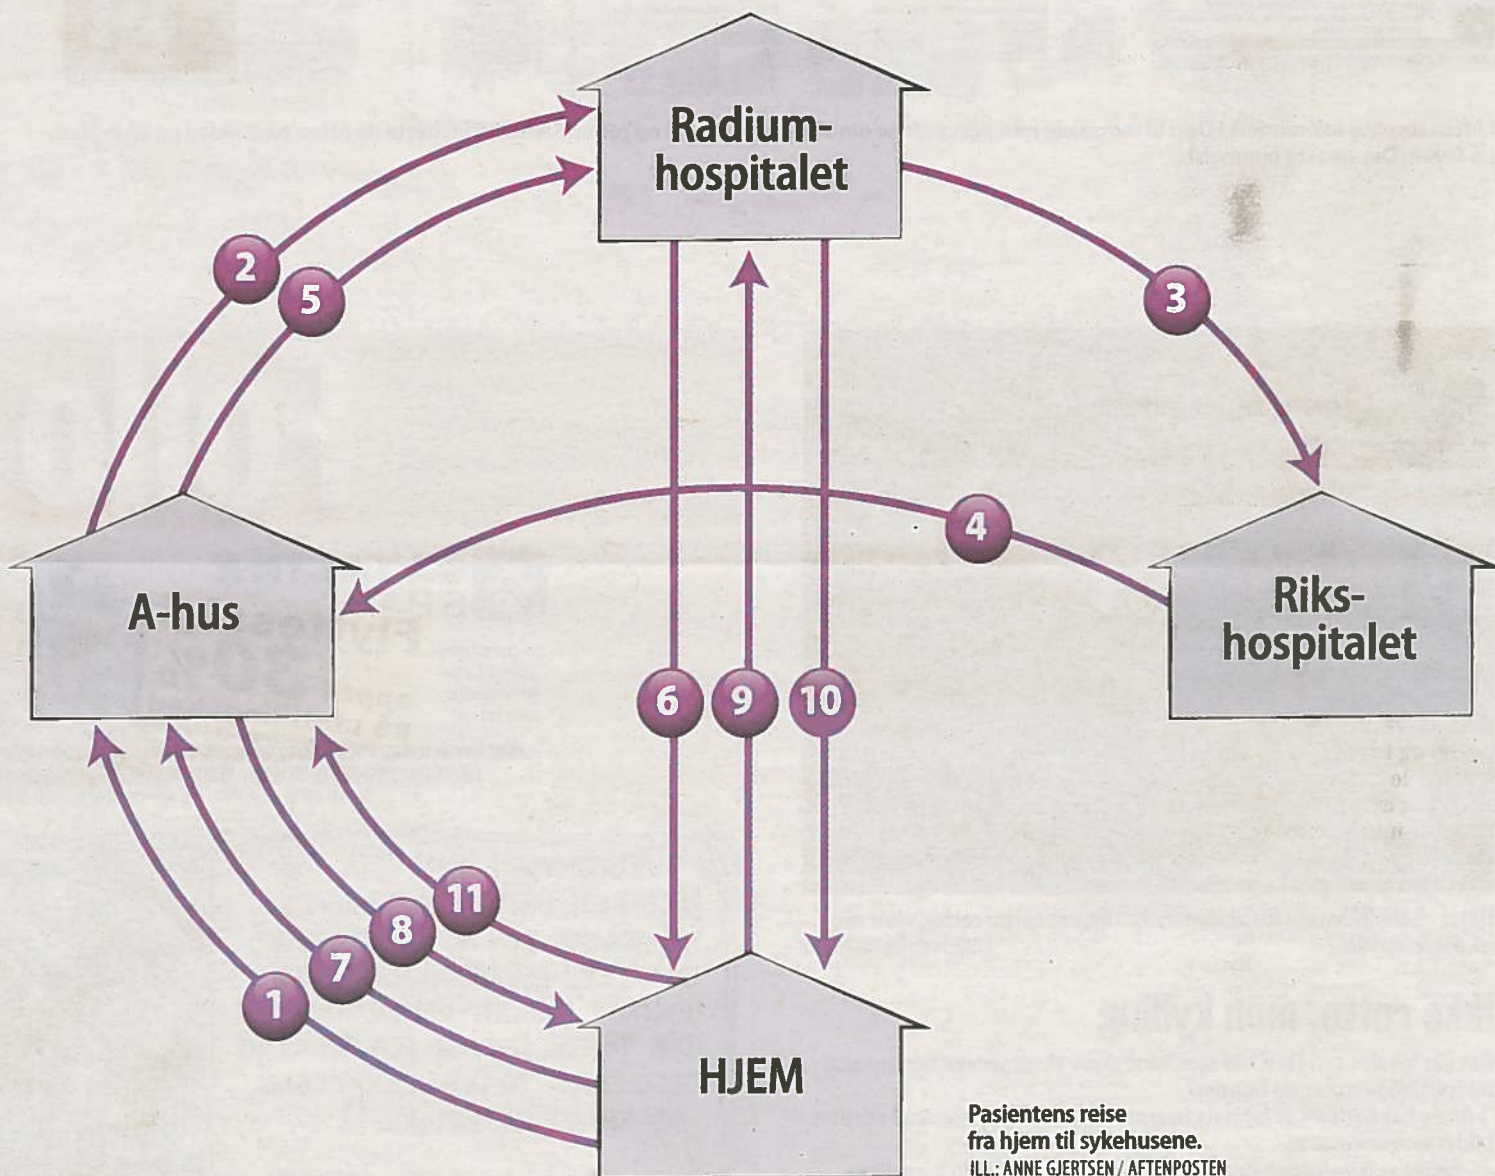 Radium-
hospitalet
2
5
3
4
A-hus
Riks-
hospitalet
6
9
10
11
8
7
1
HJEM
Pasientens reise
fra hjem til sykehusene.
ILL.: ANNE GJERTSEN / AFTENPOSTEN